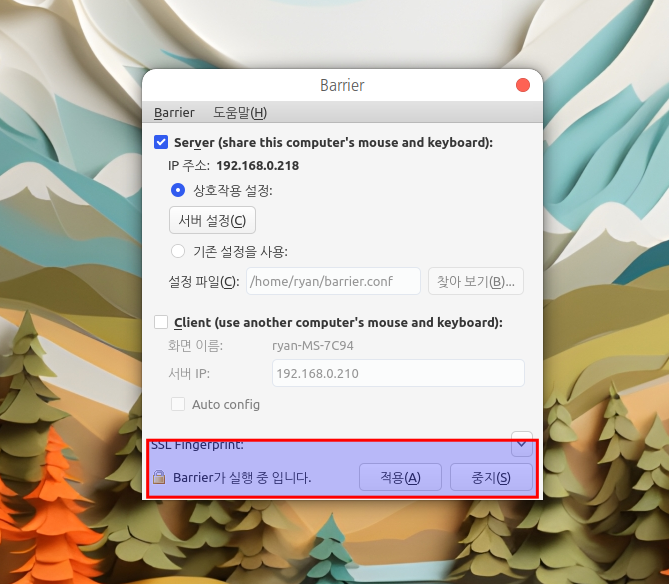 Barrier
Barrier 도움말(H)
Server (share this computer's mouse and keyboard):
IP 주소: 192.168.0.218
상호작용 설정:
서버 설정(C)
기존 설정을 사용:
설정 파일(C): /home/ryan/barrier.conf 찾아 보기(B)...
Client (use another computer's mouse and keyboard):
화면 이름: ryan-MS-7C94
서버 IP: 192.168.0.210
Auto config
SSL Fingerprint:
Barrier가 실행 중 입니다. 적용(A) 중지(S)